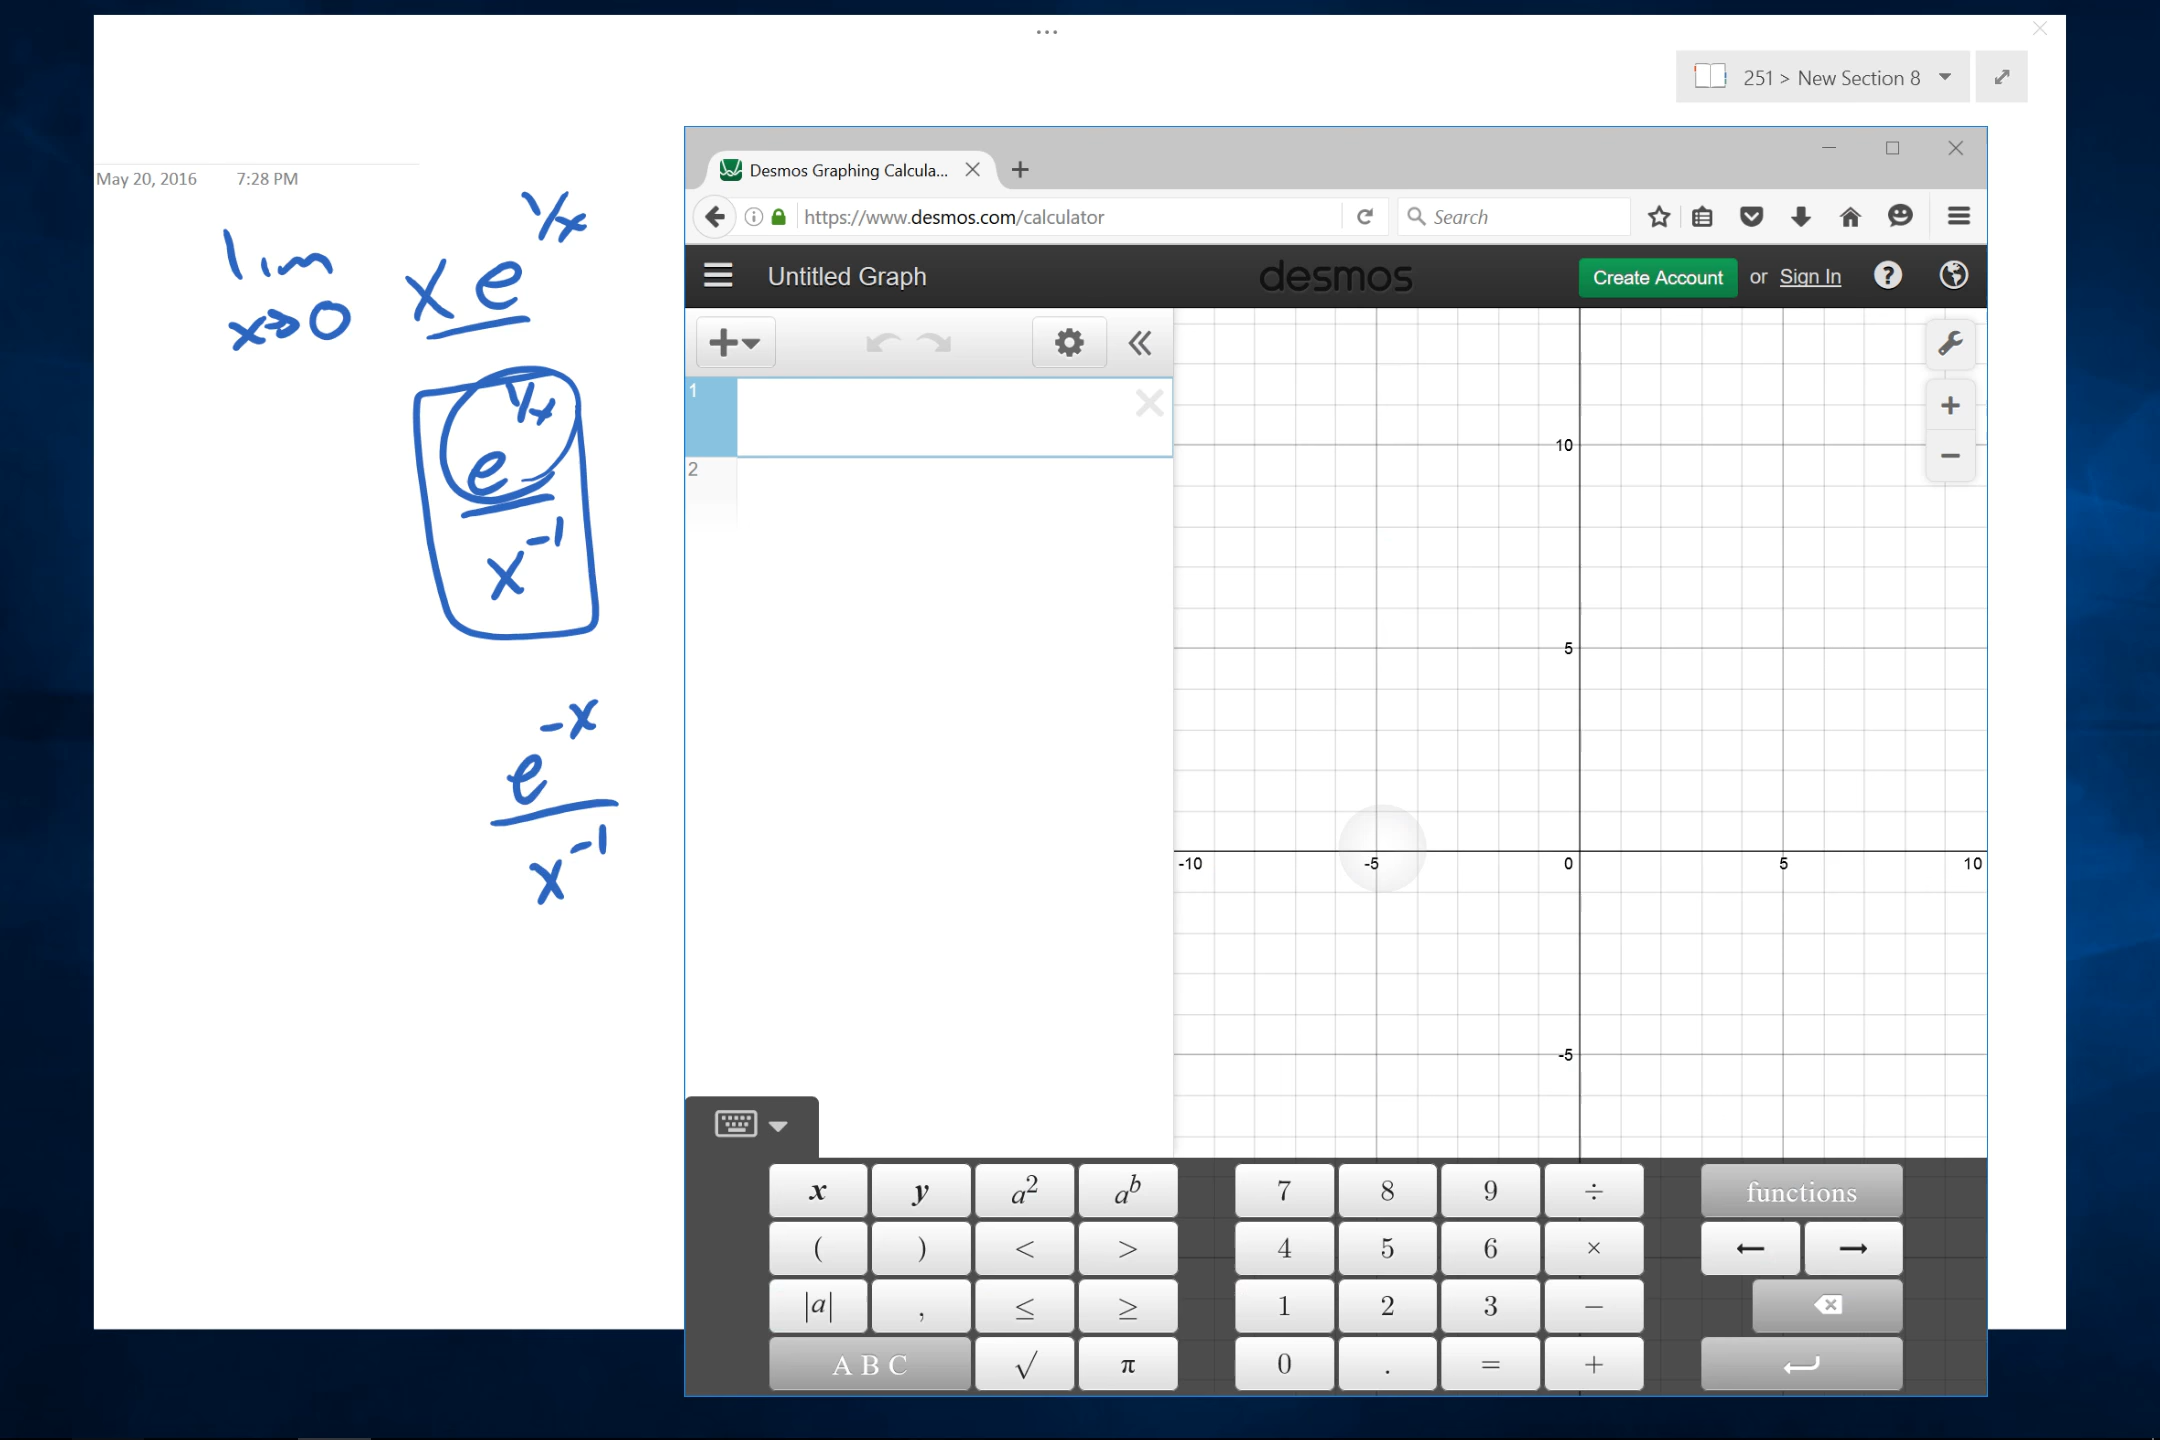 ...
251 > New Section 8
May 20, 2016 7:28 PM
lim x→0 x e^1/x
e^1/x
x^-1
e^-x
x^-1
Desmos Graphing Calcula...
https://www.desmos.com/calculator
Search
Untitled Graph
desmos
Create Account or Sign In ?
1
2
10
5
-10 -5 0 5 10
-5
x y a² a^b 7 8 9 ÷ functions
( ) < > 4 5 6 × ← →
|a| , ≤ ≥ 1 2 3 −
A B C √ π 0 . = +